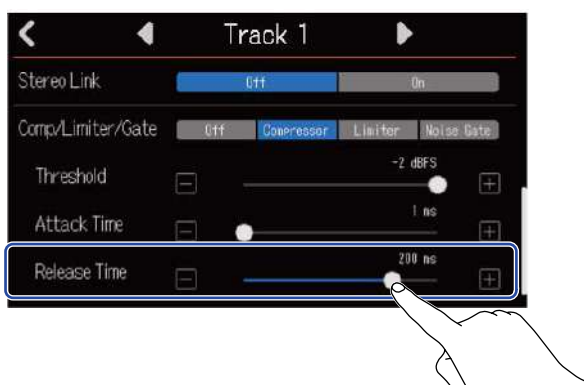 Track 1
Stereo Link Off On
Comp/Limiter/Gate Off Compressor Limiter Noise Gate
-2 dBFS
Threshold
1 ms
Attack Time
200 ms
Release Time